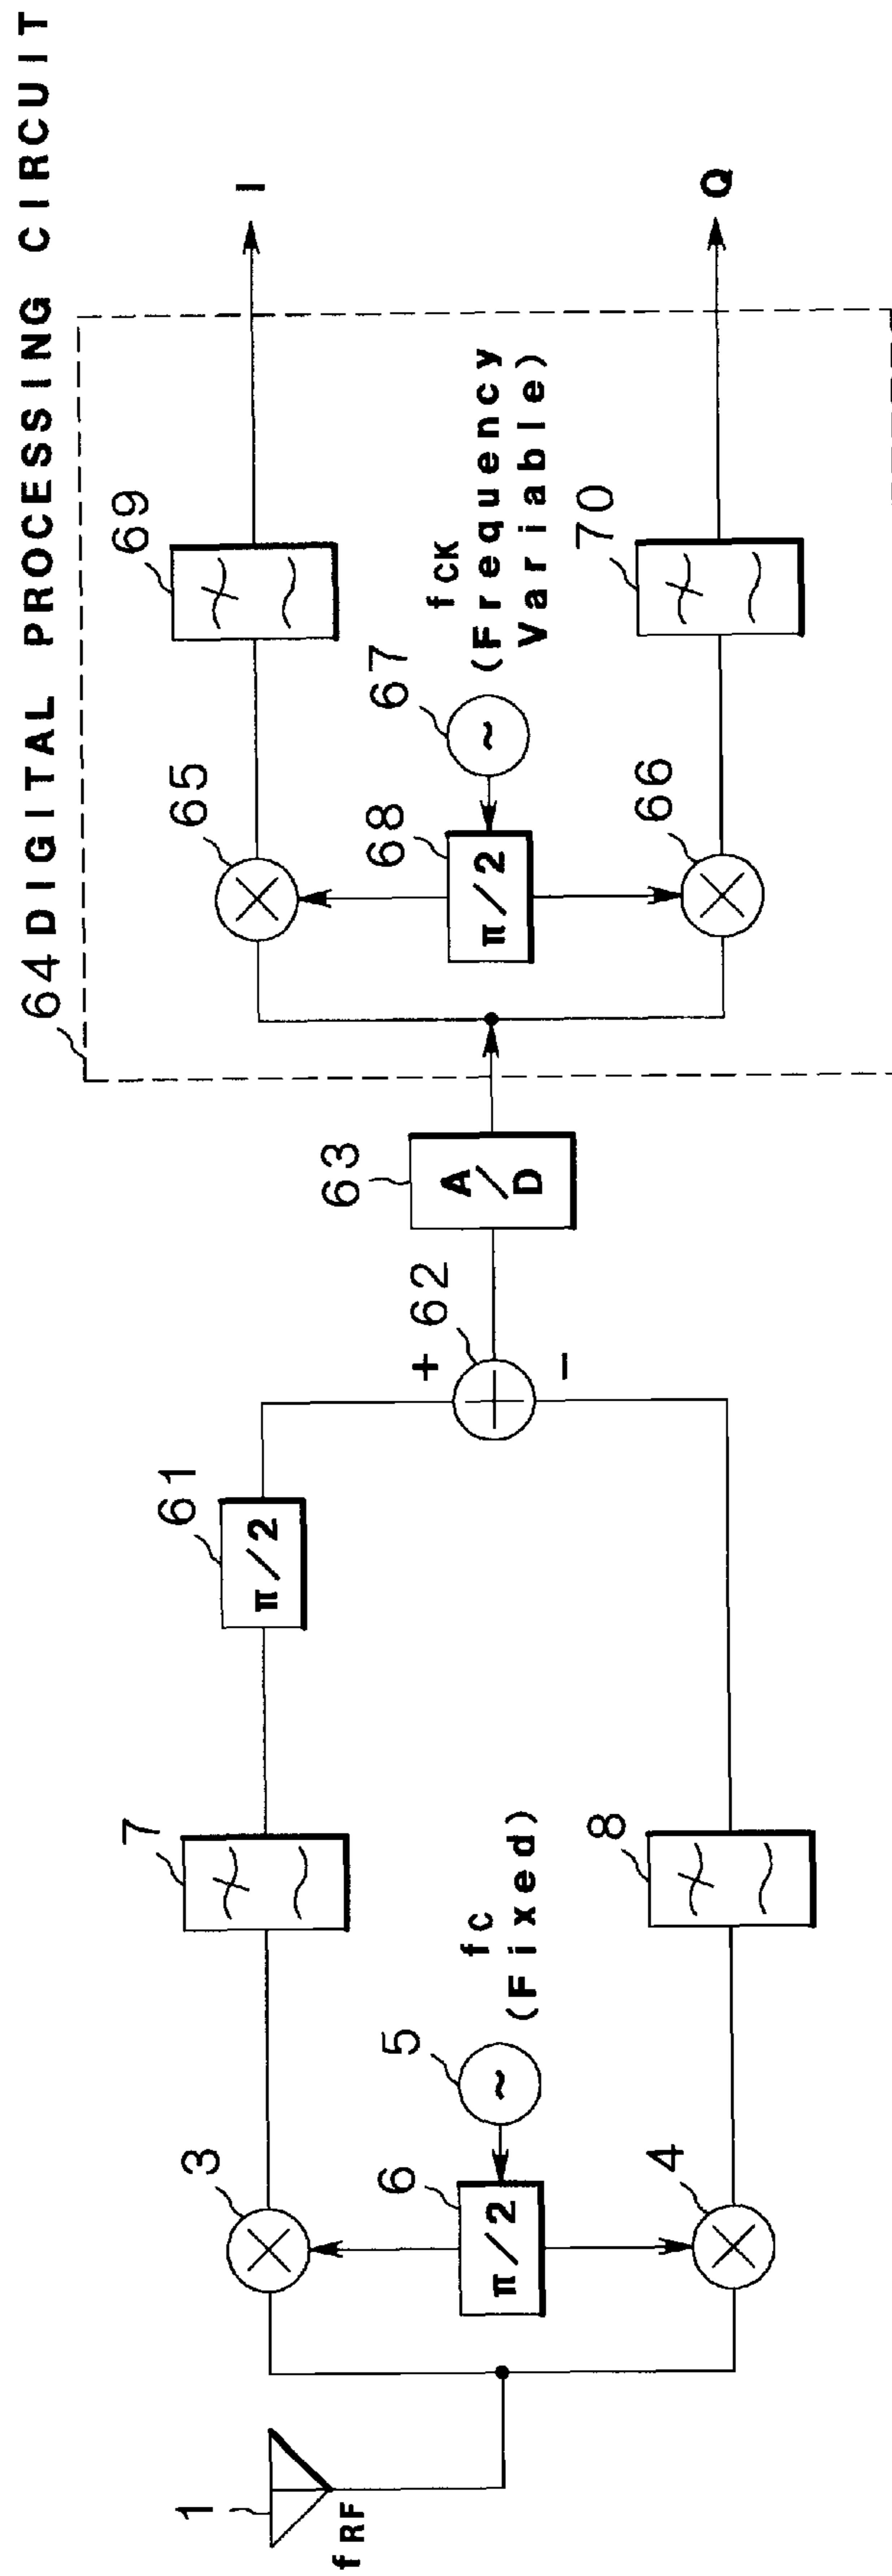 64 DIGITAL PROCESSING CIRCUIT
1
fRF
3
4
5
6
π/2
fC
(Fixed)
7
8
61
π/2
+
62
−
63
A/D
65
66
67
68
π/2
fCK
(Frequency
Variable)
69
70
I
Q
~
~